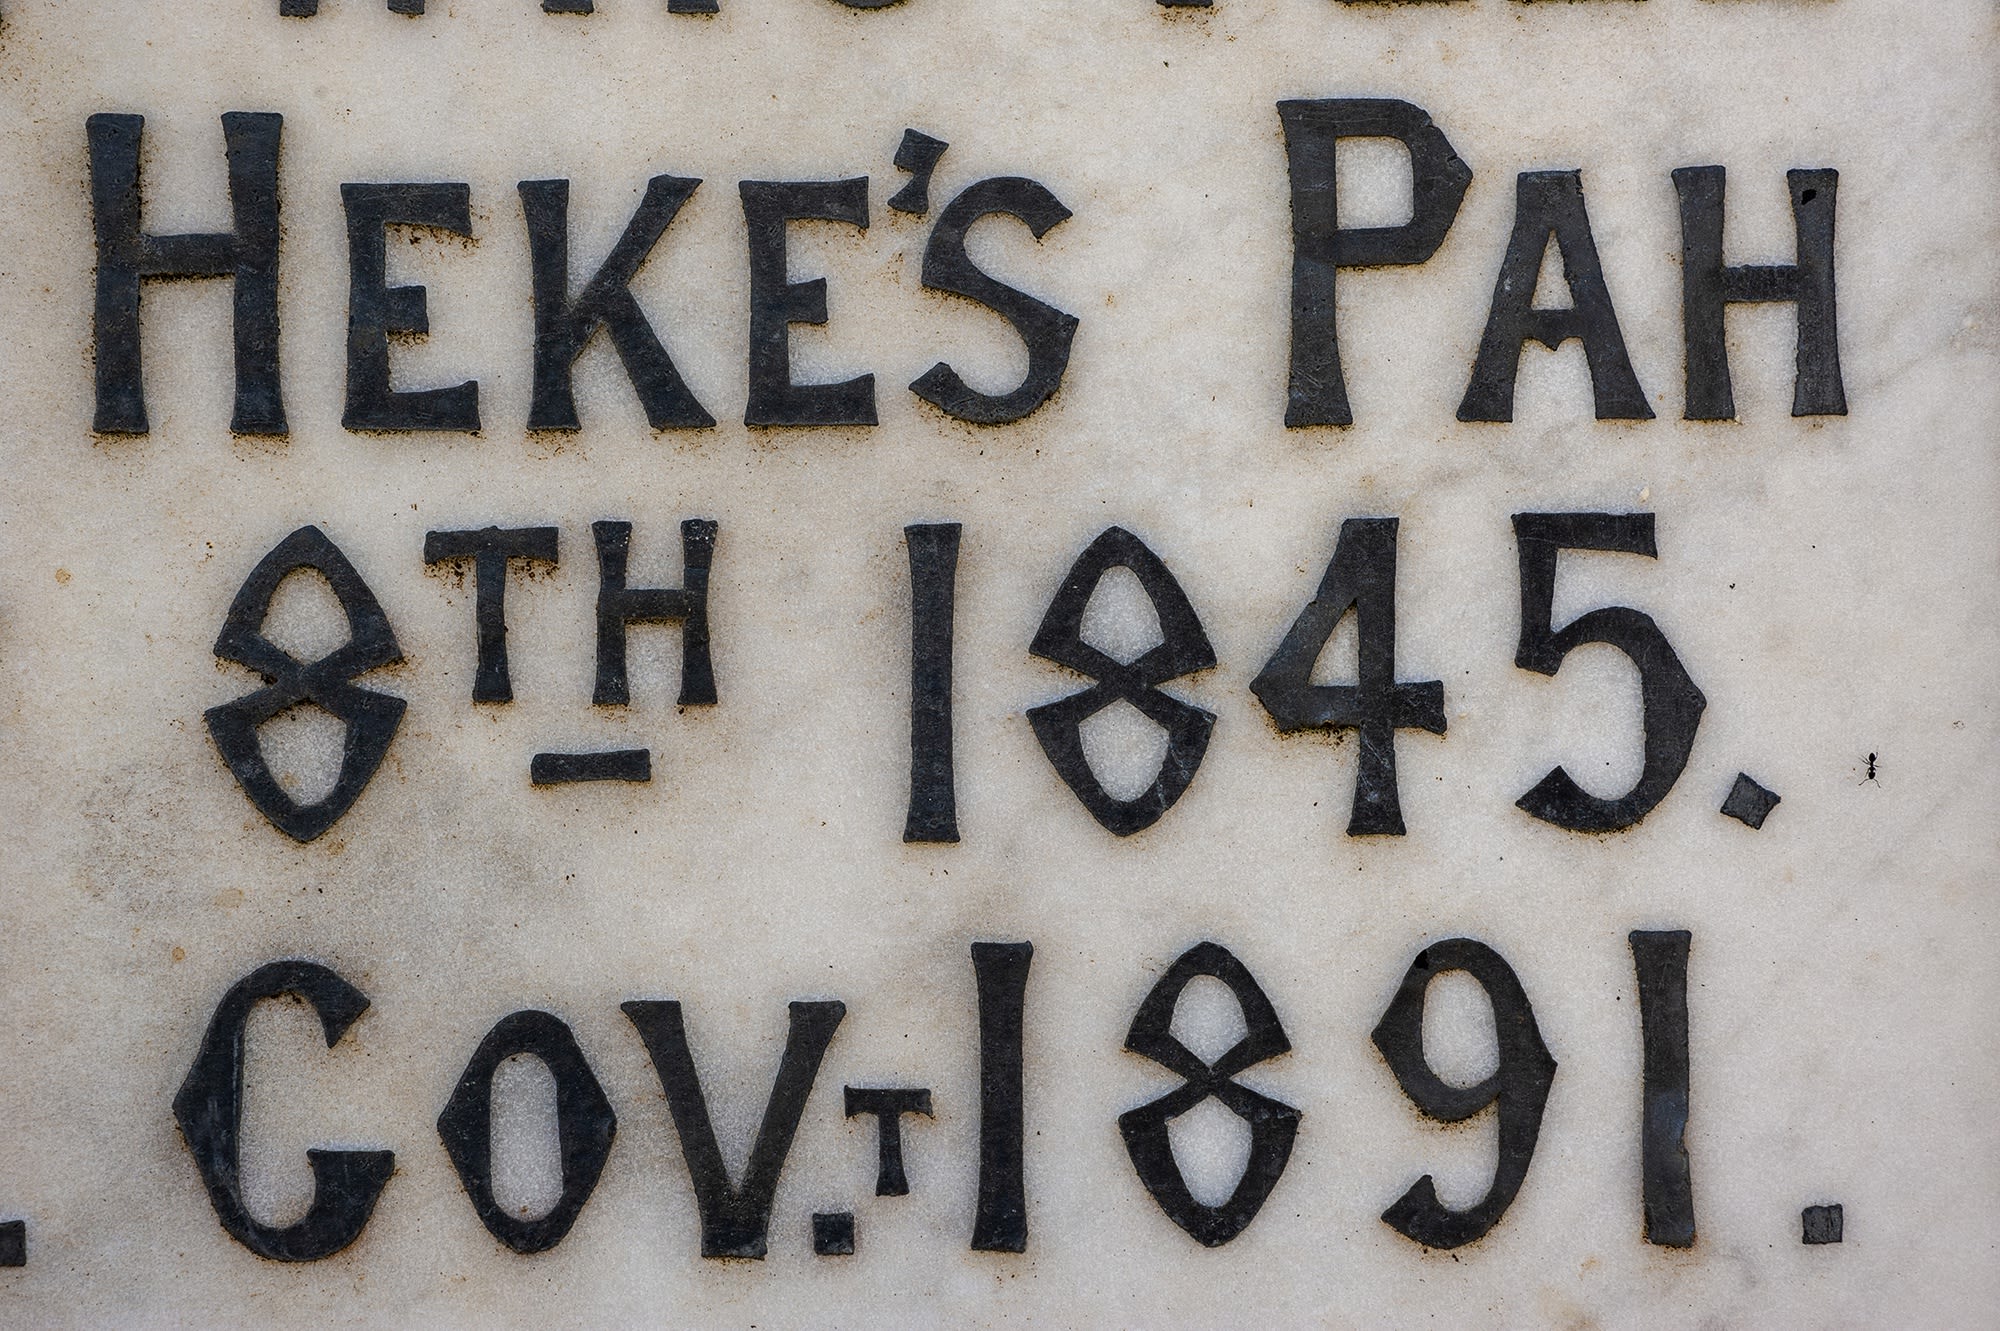 HEKE'S PAH
8TH 1845.
. GOV.T 1891.